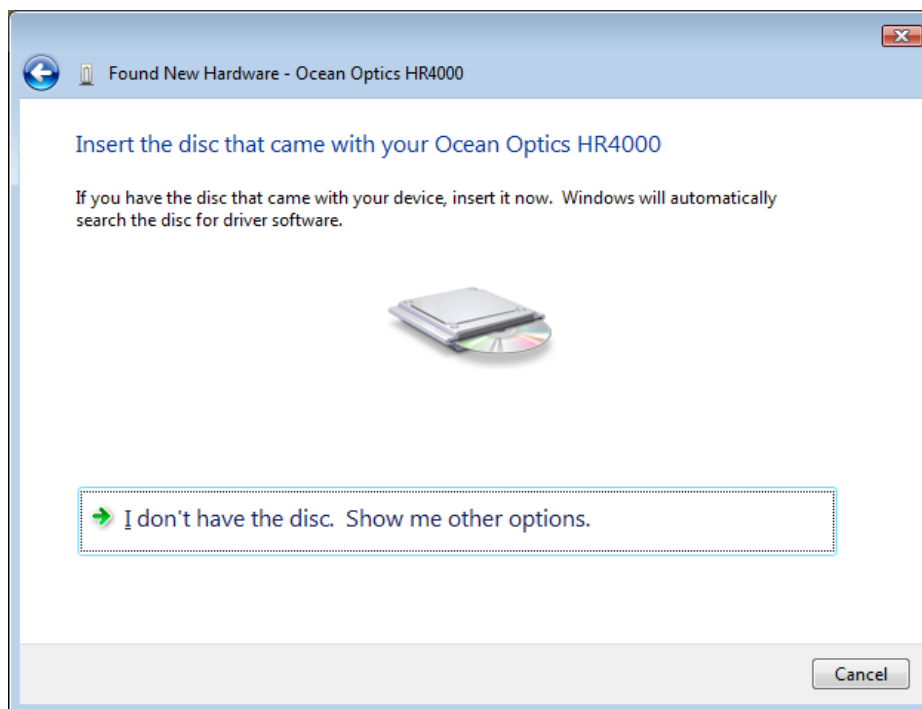 Found New Hardware - Ocean Optics HR4000
Insert the disc that came with your Ocean Optics HR4000
If you have the disc that came with your device, insert it now.  Windows will automatically
search the disc for driver software.
I don't have the disc.  Show me other options.
Cancel